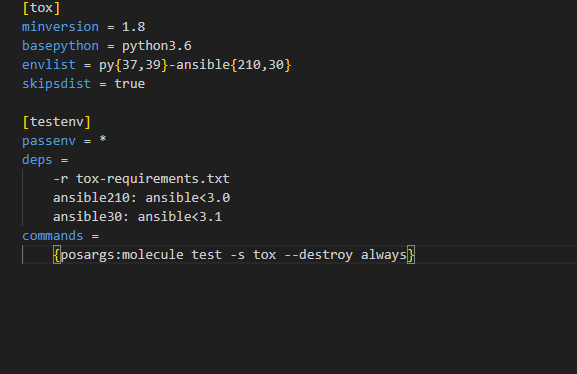 [tox]
minversion = 1.8
basepython = python3.6
envlist = py{37,39}-ansible{210,30}
skipsdist = true
[testenv]
passenv = *
deps =
-r tox-requirements.txt
ansible210: ansible<3.0
ansible30: ansible<3.1
commands =
{posargs:molecule test -s tox --destroy always}